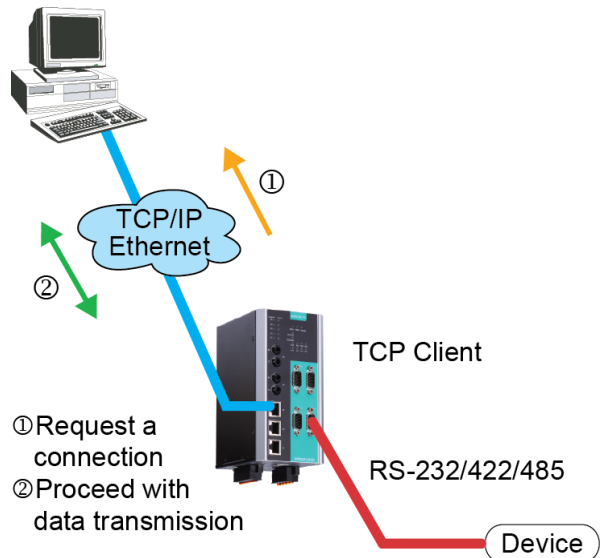 ①
TCP/IP
Ethernet
②
TCP Client
①Request a
connection
②Proceed with
data transmission
RS-232/422/485
Device